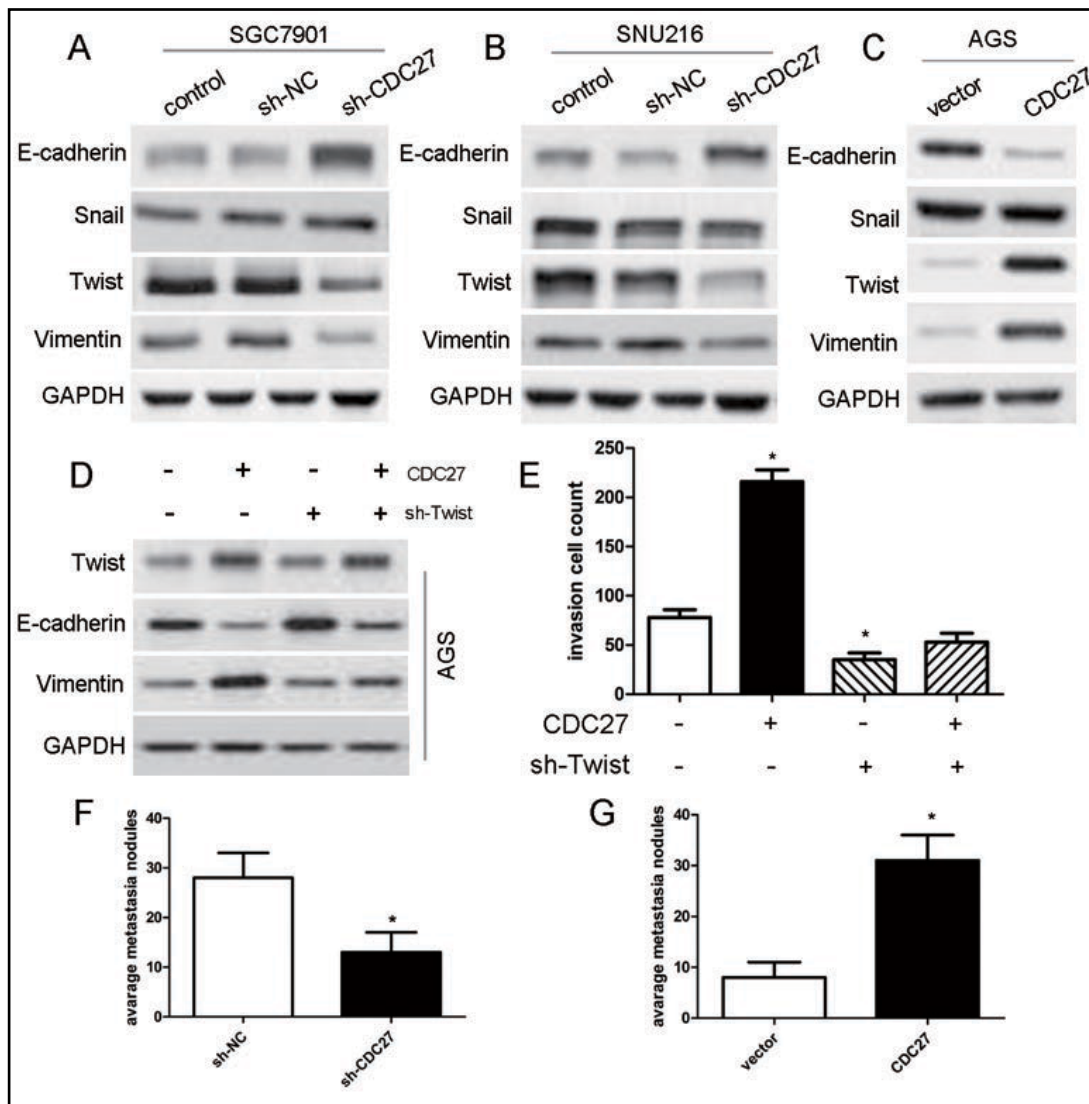 A
SGC7901
control sh-NC sh-CDC27
E-cadherin
Snail
Twist
Vimentin
GAPDH
B
SNU216
control sh-NC sh-CDC27
E-cadherin
Snail
Twist
Vimentin
GAPDH
C
AGS
vector CDC27
E-cadherin
Snail
Twist
Vimentin
GAPDH
D
- + - + CDC27
- - + + sh-Twist
Twist
E-cadherin
Vimentin
GAPDH
AGS
E
invasion cell count
250
200
150
100
50
0
*
*
CDC27 - + - +
sh-Twist - - + +
F
avarage metastasia nodules
40
30
20
10
0
*
sh-NC
sh-CDC27
G
avarage metastasia nodules
40
30
20
10
0
*
vector
CDC27